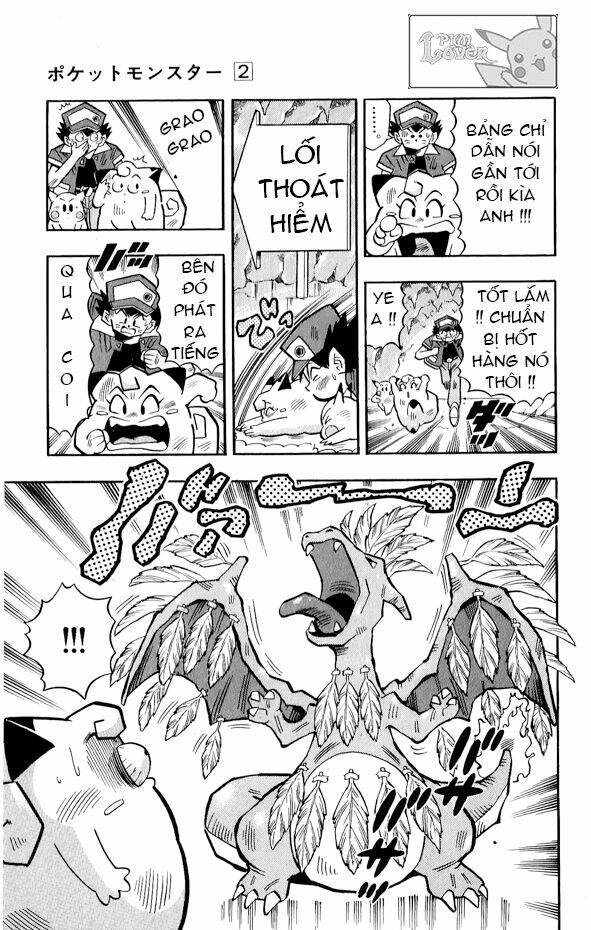 PKM
LOVER
ポケットモンスター 2
BẢNG CHỈ
DẪN NÓI
GẦN TỚI
RỒI KÌA
ANH !!!
LỐI
THOÁT
HIỂM
GRAO
GRAO
TỐT LẮM
!! CHUẨN
BỊ HỐT
HÀNG NÓ
THÔI !!
YE
A !!
BÊN
ĐÓ
PHÁT
RA
TIẾNG
QUA COI
!!!